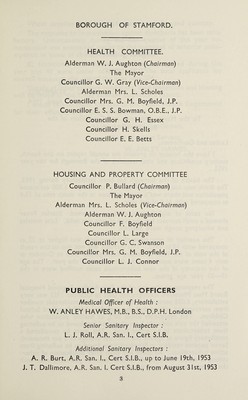 BOROUGH OF STAMFORD.
HEALTH COMMITTEE.
Alderman W. J. Aughton (Chairman)
The Mayor
Councillor G. W. Gray (Vice-Chairman)
Alderman Mrs. L. Scholes
Councillor Mrs. G. M. Boyfield, J.P.
Councillor E. S. S. Bowman, O.B.E., J.P.
Councillor G. H. Essex
Councillor H. Skells
Councillor E. E. Betts
HOUSING AND PROPERTY COMMITTEE
Councillor P. Bullard (Chairman)
The Mayor
Alderman Mrs. L. Scholes (Vice-Chairman)
Alderman W. J. Aughton
Councillor F. Boyfield
Councillor L. Large
Councillor G. C. Swanson
Councillor Mrs. G. M. Boyfield, J.P.
Councillor L. J. Connor
PUBLIC HEALTH OFFICERS
Medical Officer of Health :
W. ANLEY HAWES, M.B., B.S., D.P.H. London
Senior Sanitary Inspector :
L. J. Roll, A.R. San. I., Cert S.I.B.
Additional Sanitary Inspectors :
A. R. Burt, A.R. San. I., Cert S.I.B., up to June 19th, 1953
J. T. Dallimore, A.R. San. I. Cert S.I.B., from August 31st, 1953